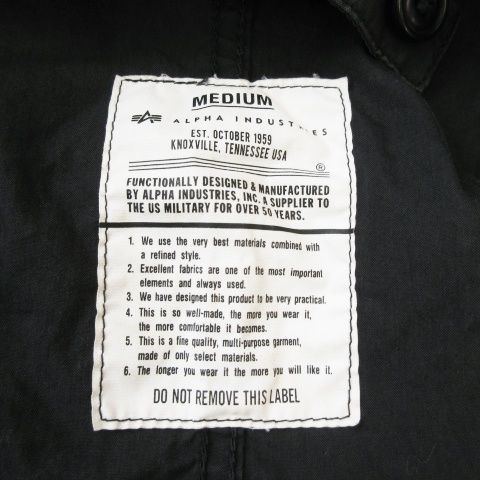 MEDIUM
ALPHA INDUSTRIES
EST. OCTOBER 1959
KNOXVILLE, TENNESSEE USA
®
FUNCTIONALLY DESIGNED & MANUFACTURED
BY ALPHA INDUSTRIES, INC. A SUPPLIER TO
THE US MILITARY FOR OVER 50 YEARS.
1. We use the very best materials combined with
a refined style.
2. Excellent fabrics are one of the most important
elements and always used.
3. We have designed this product to be very practical.
4. This is so well-made, the more you wear it,
the more comfortable it becomes.
5. This is a fine quality, multi-purpose garment,
made of only select materials.
6. The longer you wear it the more you will like it.
DO NOT REMOVE THIS LABEL